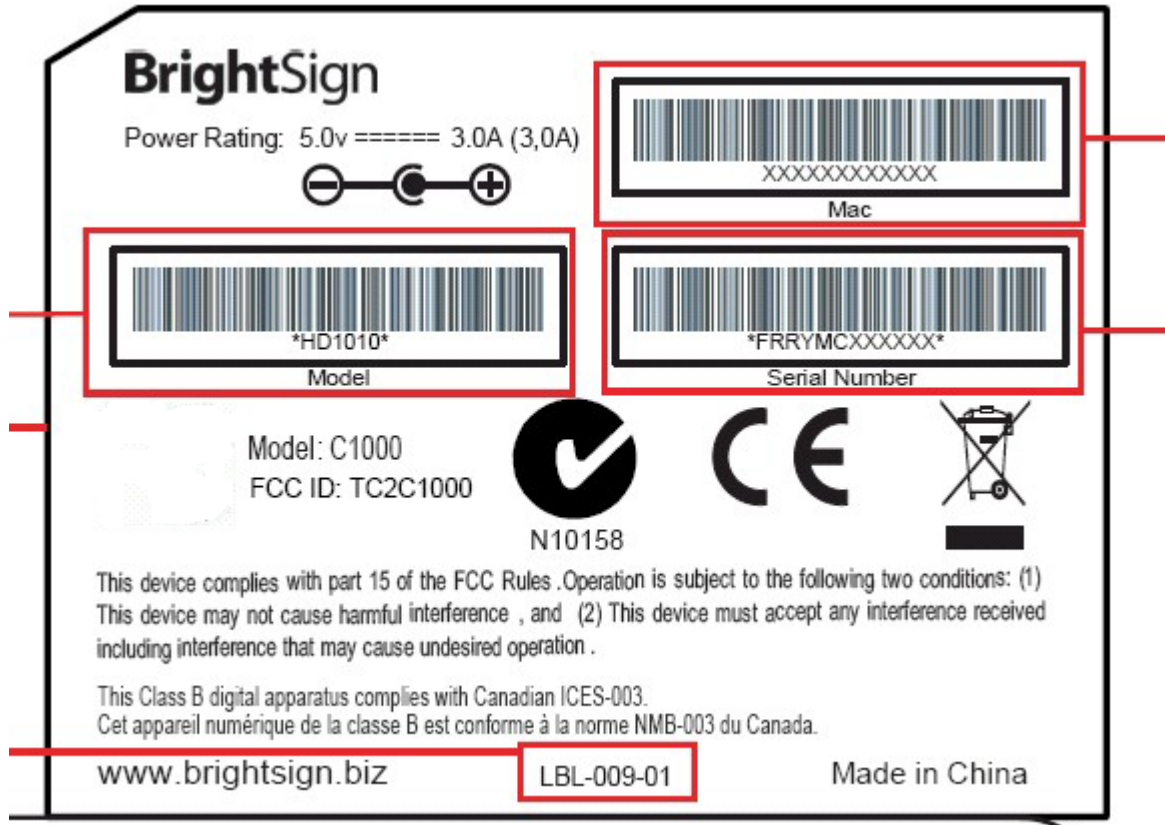 BrightSign
Power Rating: 5.0v ====== 3.0A (3,0A)
XXXXXXXXXXXX
Mac
*HD1010*
Model
*FRRYMCXXXXXX*
Serial Number
Model: C1000
FCC ID: TC2C1000
N10158
CE
This device complies with part 15 of the FCC Rules .Operation is subject to the following two conditions: (1)
This device may not cause harmful interference , and (2) This device must accept any interference received
including interference that may cause undesired operation .
This Class B digital apparatus complies with Canadian ICES-003.
Cet appareil numérique de la classe B est conforme à la norme NMB-003 du Canada.
www.brightsign.biz
LBL-009-01
Made in China